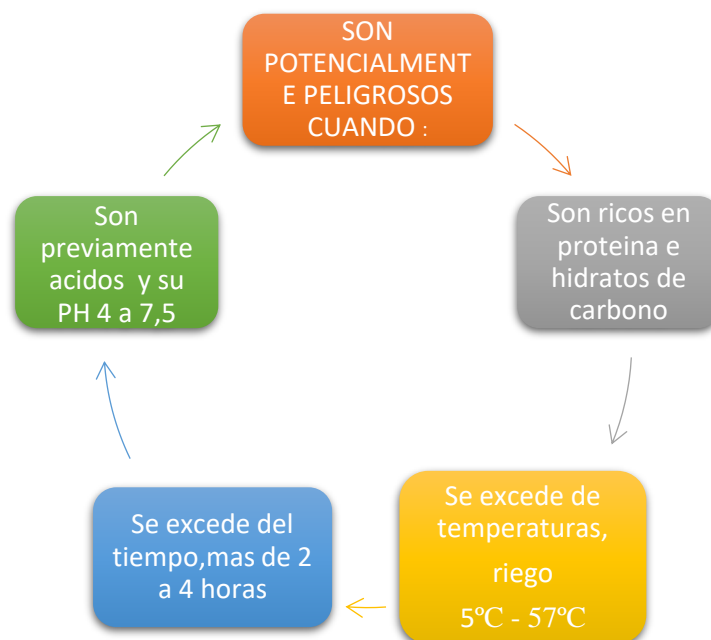 SON
POTENCIALMENT
E PELIGROSOS
CUANDO :
Son ricos en
proteina e
hidratos de
carbono
Se excede de
temperaturas,
riego
5ºC - 57ºC
Se excede del
tiempo,mas de 2
a 4 horas
Son
previamente
acidos y su
PH 4 a 7,5